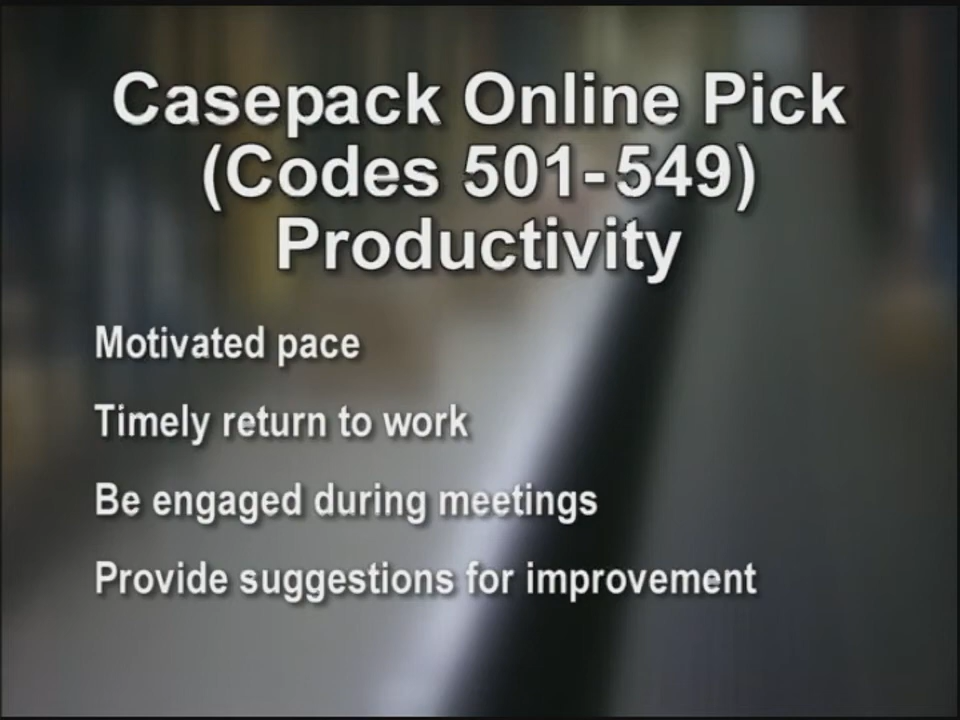 Casepack Online Pick
(Codes 501-549)
Productivity
Motivated pace
Timely return to work
Be engaged during meetings
Provide suggestions for improvement